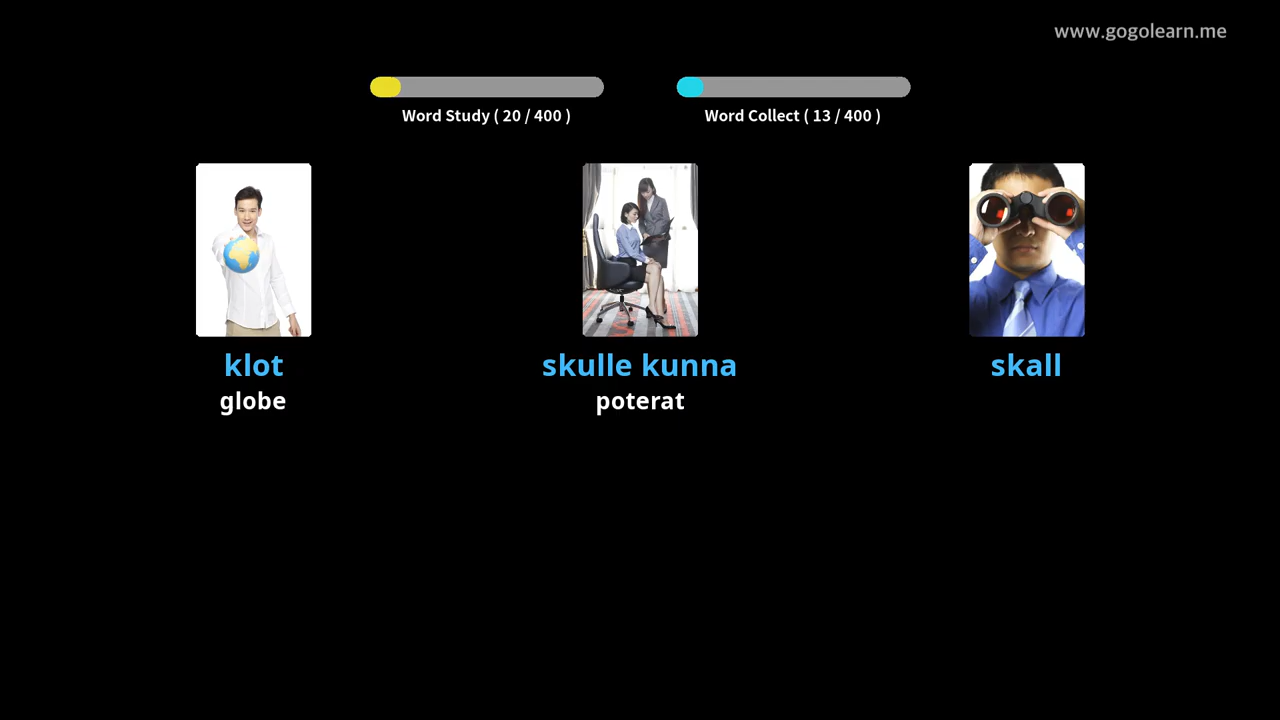 www.gogolearn.me
Word Study ( 20 / 400 )
Word Collect ( 13 / 400 )
klot
globe
skulle kunna
poterat
skall